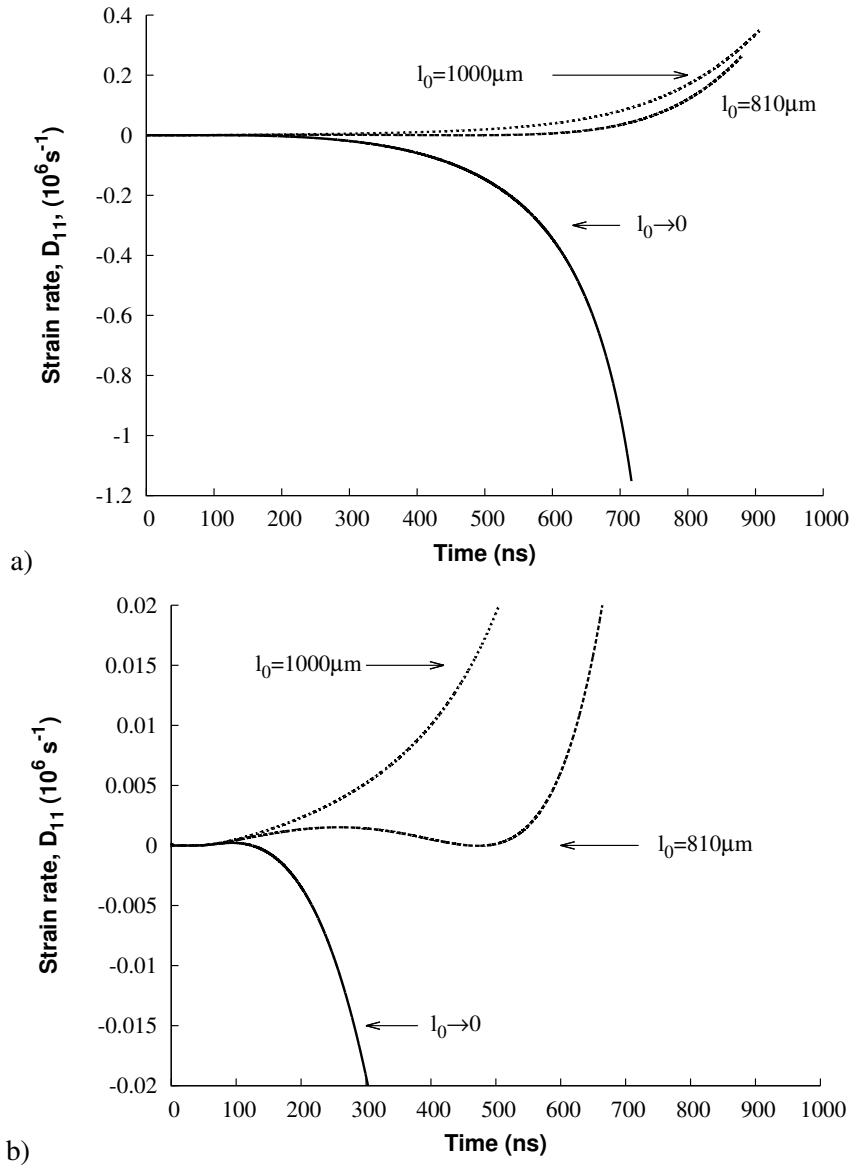 0.4
0.2
0
-0.2
-0.4
-0.6
-0.8
-1
-1.2
Strain rate, D₁₁, (10⁶s⁻¹)
l₀=1000μm
l₀=810μm
l₀→0
0 100 200 300 400 500 600 700 800 900 1000
Time (ns)
a)
0.02
0.015
0.01
0.005
0
-0.005
-0.01
-0.015
-0.02
Strain rate, D₁₁ (10⁶ s⁻¹)
l₀=1000μm
l₀=810μm
l₀→0
0 100 200 300 400 500 600 700 800 900 1000
Time (ns)
b)